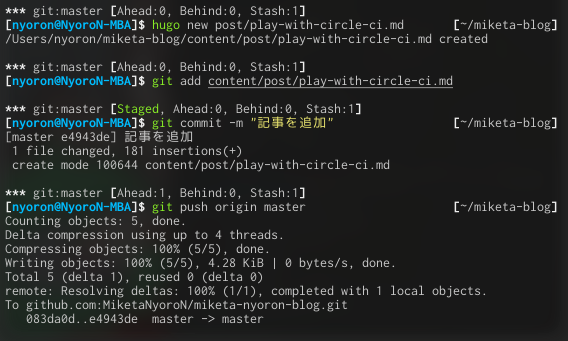 *** git:master [Ahead:0, Behind:0, Stash:1]
[nyoron@NyoroN-MBA]$ hugo new post/play-with-circle-ci.md [~/miketa-blog]
/Users/nyoron/miketa-blog/content/post/play-with-circle-ci.md created
*** git:master [Ahead:0, Behind:0, Stash:1]
[nyoron@NyoroN-MBA]$ git add content/post/play-with-circle-ci.md [~/miketa-blog]
*** git:master [Staged, Ahead:0, Behind:0, Stash:1]
[nyoron@NyoroN-MBA]$ git commit -m "記事を追加" [~/miketa-blog]
[master e4943de] 記事を追加
1 file changed, 181 insertions(+)
create mode 100644 content/post/play-with-circle-ci.md
*** git:master [Ahead:1, Behind:0, Stash:1]
[nyoron@NyoroN-MBA]$ git push origin master [~/miketa-blog]
Counting objects: 5, done.
Delta compression using up to 4 threads.
Compressing objects: 100% (5/5), done.
Writing objects: 100% (5/5), 4.28 KiB | 0 bytes/s, done.
Total 5 (delta 1), reused 0 (delta 0)
remote: Resolving deltas: 100% (1/1), completed with 1 local objects.
To github.com:MiketaNyoroN/miketa-nyoron-blog.git
083da0d..e4943de master -> master